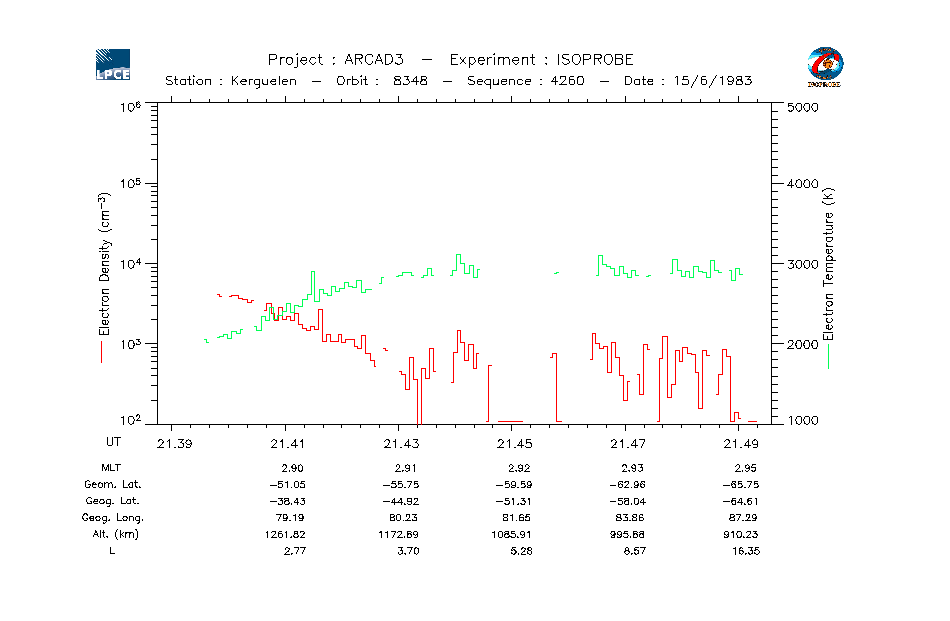 LPCE
Project : ARCAD3 — Experiment : ISOPROBE
ISOPROBE
Station : Kerguelen — Orbit : 8348 — Sequence : 4260 — Date : 15/6/1983
10⁶ 5000
10⁵ 4000
10⁴ 3000
10³ 2000
10² 1000
Electron Density (cm⁻³)
Electron Temperature (K)
UT 21.39 21.41 21.43 21.45 21.47 21.49
MLT 2.90 2.91 2.92 2.93 2.95
Geom. Lat. −51.05 −55.75 −59.59 −62.96 −65.75
Geog. Lat. −38.43 −44.92 −51.31 −58.04 −64.61
Geog. Long. 79.19 80.23 81.65 83.86 87.29
Alt. (km) 1261.82 1172.69 1085.91 995.68 910.23
L 2.77 3.70 5.28 8.57 16.35